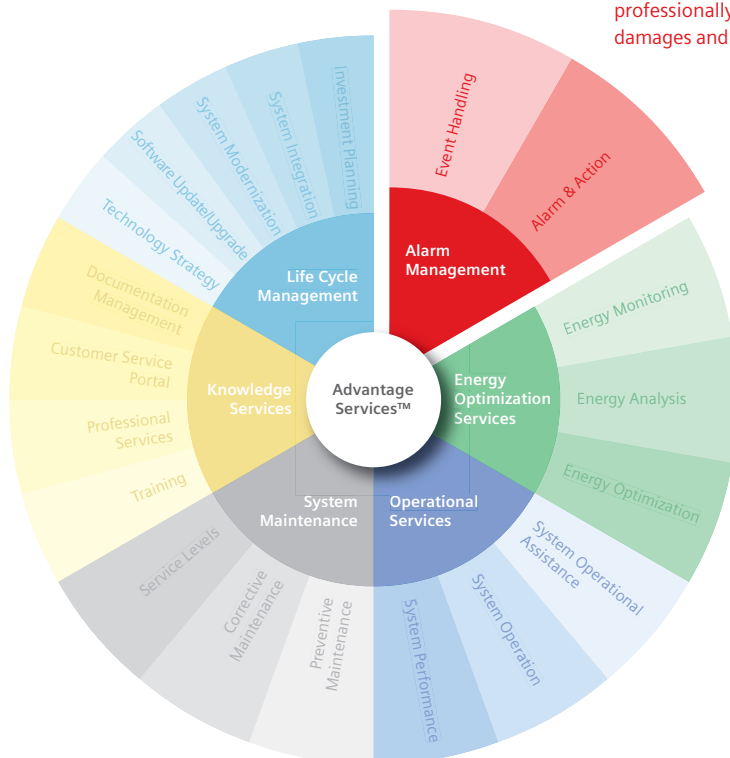 professionally
damages and
Event Handling
Alarm & Action
Alarm
Management
Energy Monitoring
Energy Analysis
Energy Optimization
Energy
Optimization
Services
System Operational
Assistance
System Operation
System Performance
Operational
Services
Preventive
Maintenance
Corrective
Maintenance
Service Levels
System
Maintenance
Training
Professional
Services
Customer Service
Portal
Documentation
Management
Knowledge
Services
Technology Strategy
Software Update/Upgrade
System Modernization
System Integration
Investment Planning
Life Cycle
Management
Advantage
Services™